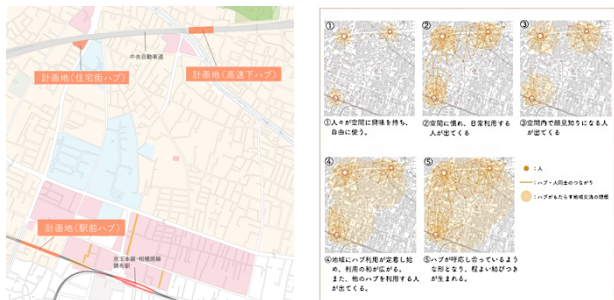 中央自動車道
計画地(住宅街ハブ)
計画地(高速下ハブ)
計画地(駅前ハブ)
京王本線・相模原線
調布駅
①
②
③
①人々が空間に興味を持ち、
自由に使う。
②空間に慣れ、日常利用する
人が出てくる
③空間内で顔見知りになる人
が出てくる
④
⑤
●:人
:ハブ・人同士のつながり
:ハブがもたらす地域交流の規模
④地域にハブ利用が定着し始
め、利用の和が広がる。
また、他のハブを利用する人
が出てくる。
⑤ハブが呼応し合っているよう
な形となり、程よい結びつき
が生まれる。